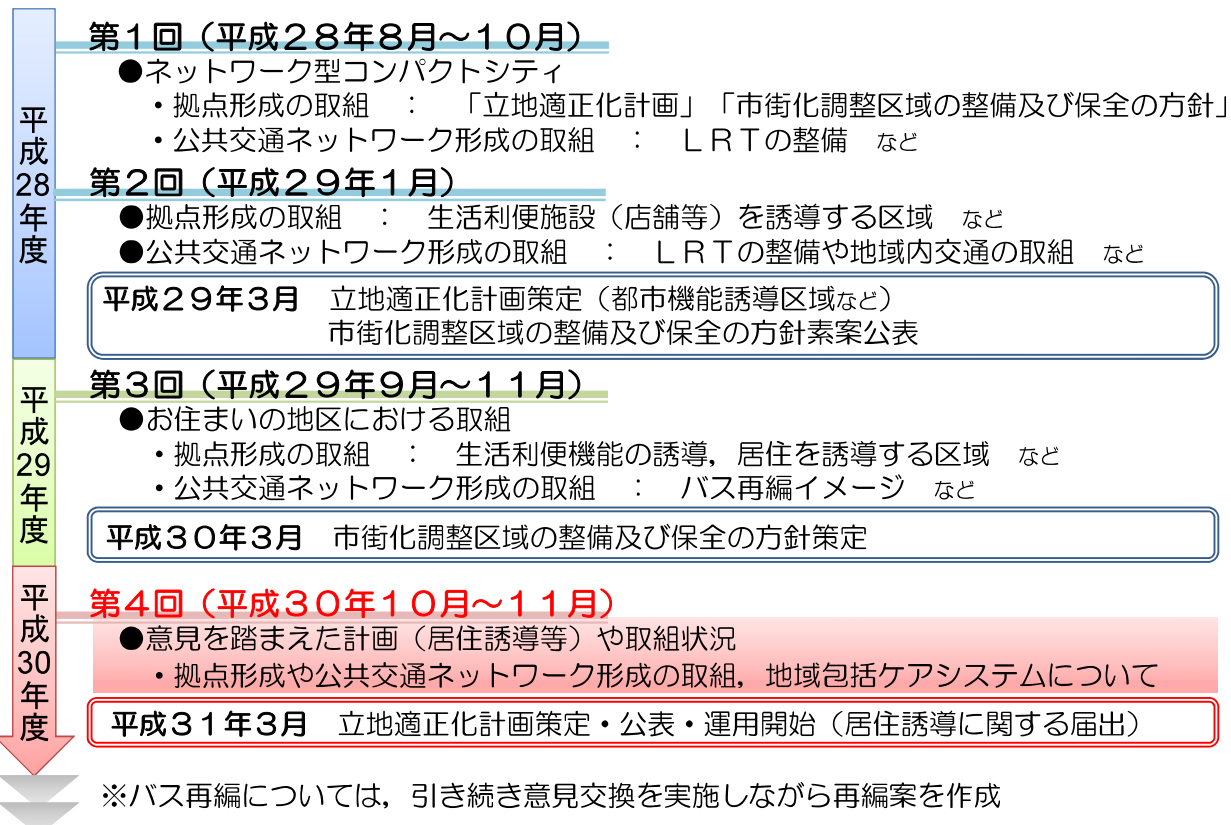 平成28年度
第１回（平成２８年８月～１０月）
●ネットワーク型コンパクトシティ
・拠点形成の取組　：　「立地適正化計画」「市街化調整区域の整備及び保全の方針」
・公共交通ネットワーク形成の取組　：　ＬＲＴの整備　など
第２回（平成２９年１月）
●拠点形成の取組　：　生活利便施設（店舗等）を誘導する区域　など
●公共交通ネットワーク形成の取組　：　ＬＲＴの整備や地域内交通の取組　など
平成２９年３月　立地適正化計画策定（都市機能誘導区域など）
市街化調整区域の整備及び保全の方針素案公表
平成29年度
第３回（平成２９年９月～１１月）
●お住まいの地区における取組
・拠点形成の取組　：　生活利便機能の誘導，居住を誘導する区域　など
・公共交通ネットワーク形成の取組　：　バス再編イメージ　など
平成３０年３月　市街化調整区域の整備及び保全の方針策定
平成30年度
第４回（平成３０年１０月～１１月）
●意見を踏まえた計画（居住誘導等）や取組状況
・拠点形成や公共交通ネットワーク形成の取組，地域包括ケアシステムについて
平成３１年３月　立地適正化計画策定・公表・運用開始（居住誘導に関する届出）
※バス再編については，引き続き意見交換を実施しながら再編案を作成